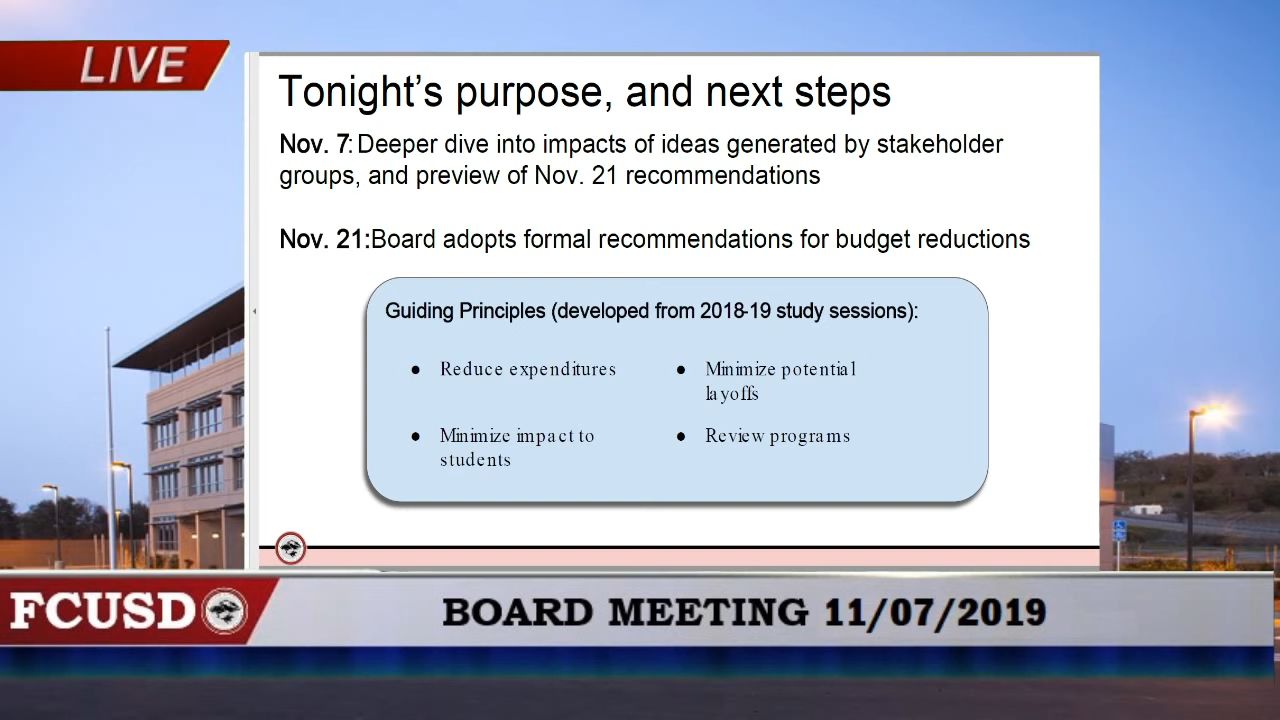 LIVE
Tonight’s purpose, and next steps
Nov. 7: Deeper dive into impacts of ideas generated by stakeholder
groups, and preview of Nov. 21 recommendations
Nov. 21:Board adopts formal recommendations for budget reductions
Guiding Principles (developed from 2018-19 study sessions):
● Reduce expenditures
● Minimize potential
layoffs
● Minimize impact to
students
● Review programs
FCUSD
BOARD MEETING 11/07/2019